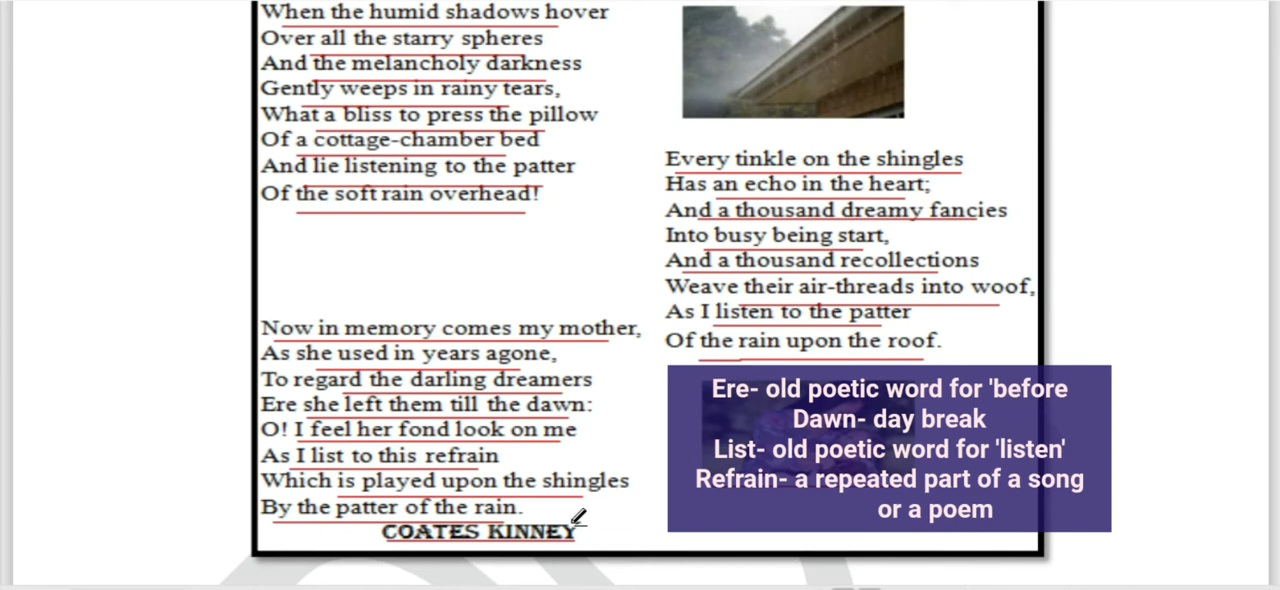 When the humid shadows hover
Over all the starry spheres
And the melancholy darkness
Gently weeps in rainy tears,
What a bliss to press the pillow
Of a cottage-chamber bed
And lie listening to the patter
Of the soft rain overhead!
Every tinkle on the shingles
Has an echo in the heart;
And a thousand dreamy fancies
Into busy being start,
And a thousand recollections
Weave their air-threads into woof,
As I listen to the patter
Of the rain upon the roof.
Now in memory comes my mother,
As she used in years agone,
To regard the darling dreamers
Ere she left them till the dawn:
O! I feel her fond look on me
As I list to this refrain
Which is played upon the shingles
By the patter of the rain.
COATES KINNEY
Ere- old poetic word for 'before
Dawn- day break
List- old poetic word for 'listen'
Refrain- a repeated part of a song
or a poem